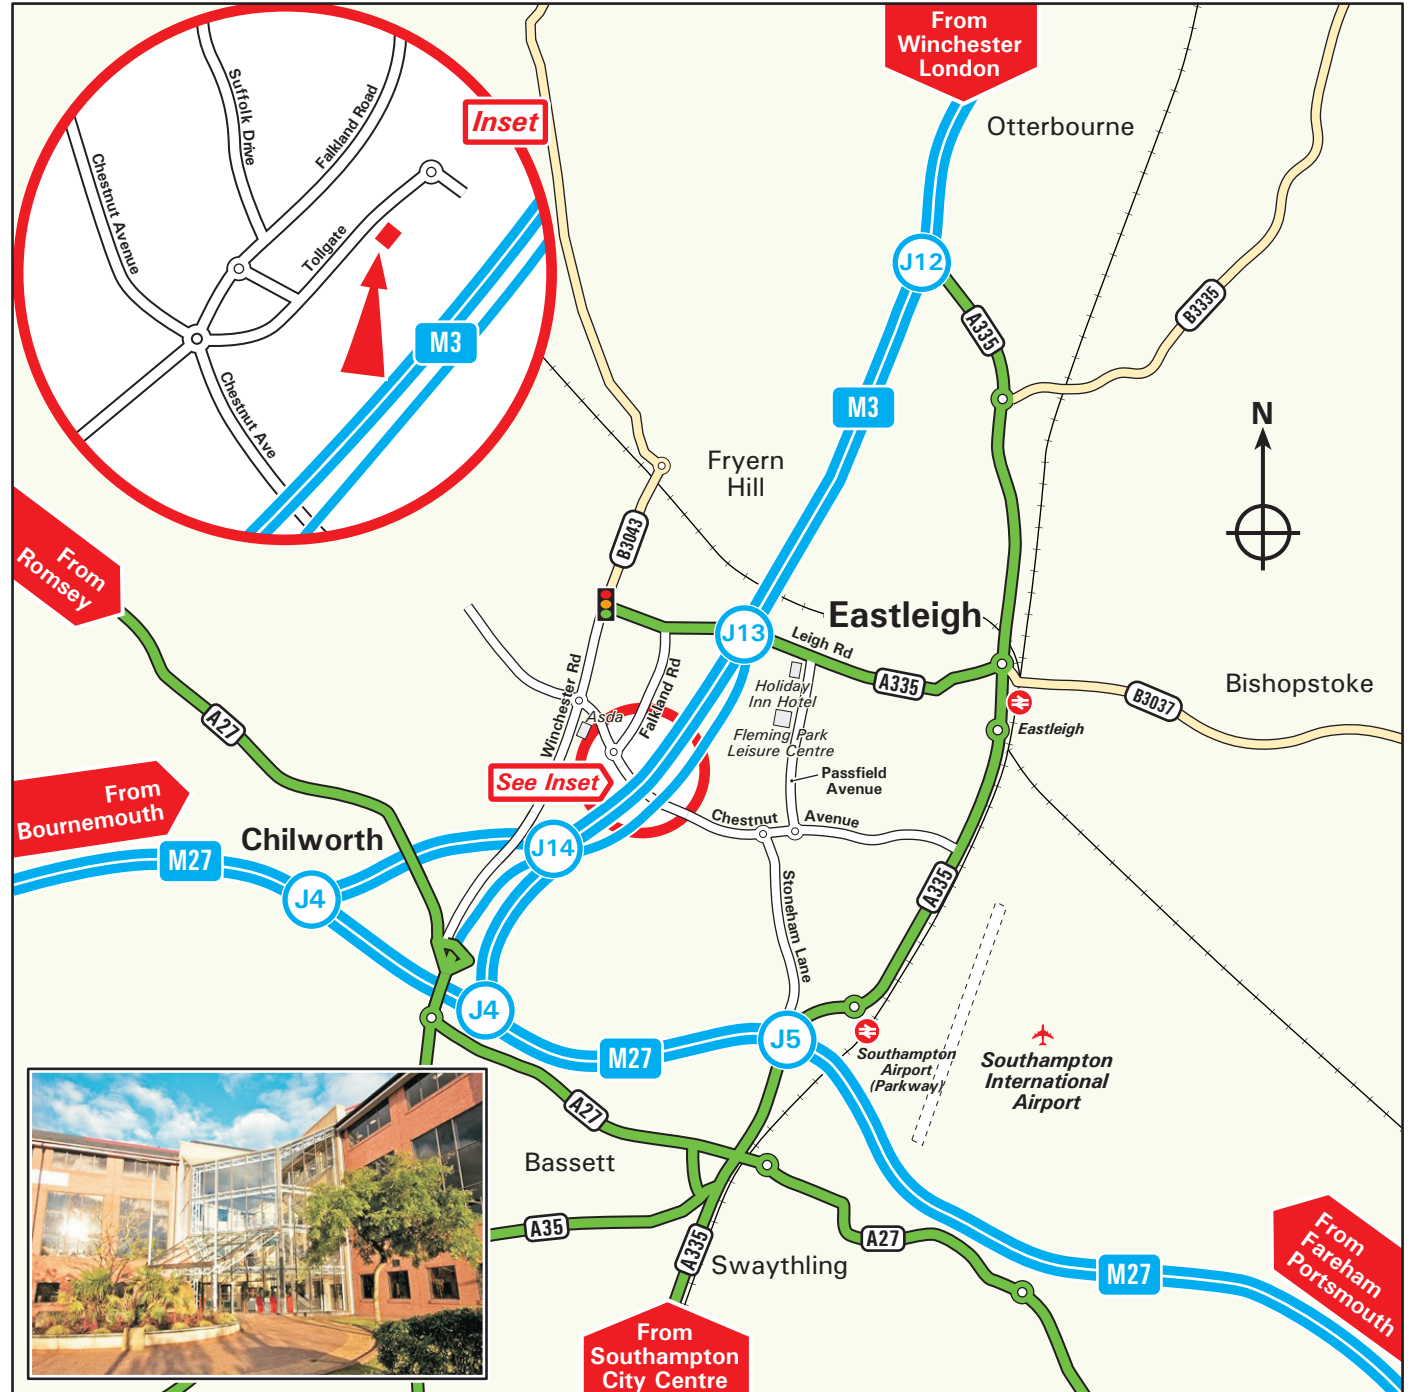 From
Winchester
London
Otterbourne
Inset
Suffolk Drive
Falkland Road
Chestnut Avenue
Tollgate
M3
Chestnut Ave
J12
A335
B3335
M3
N
Fryern
Hill
B3043
From
Romsey
Eastleigh
J13
Leigh Rd
A335
Bishopstoke
B3037
Eastleigh
Holiday
Inn Hotel
Fleming Park
Leisure Centre
Passfield
Avenue
Winchester Rd
Asda
Falkland Rd
See Inset
A27
From
Bournemouth
M27
Chilworth
J14
Chestnut Avenue
J4
A335
Stoneham Lane
J4
M27
J5
Southampton
Airport
(Parkway)
Southampton
International
Airport
A27
Bassett
A35
A335
Swaythling
A27
M27
From
Fareham
Portsmouth
From
Southampton
City Centre